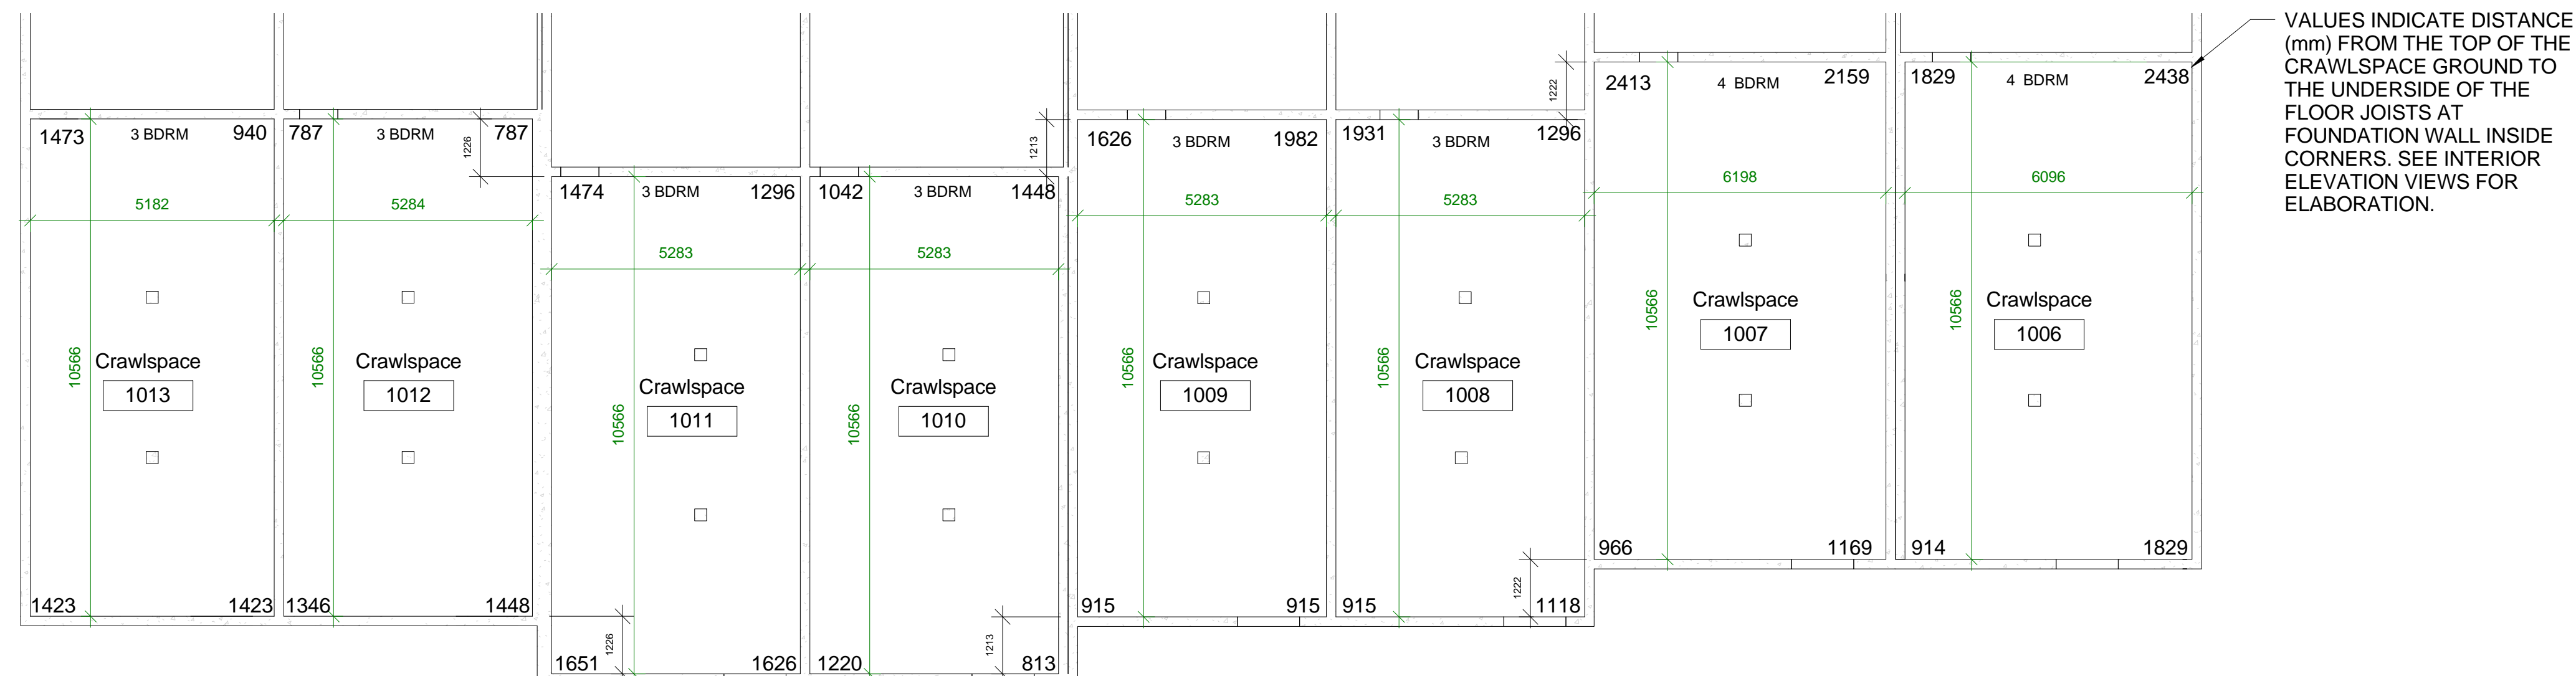 VALUES INDICATE DISTANCE
(mm) FROM THE TOP OF THE
CRAWLSPACE GROUND TO
THE UNDERSIDE OF THE
FLOOR JOISTS AT
FOUNDATION WALL INSIDE
CORNERS. SEE INTERIOR
ELEVATION VIEWS FOR
ELABORATION.
1473 3 BDRM 940
5182
10566
Crawlspace
1013
1423 1423
787 3 BDRM 787
1226
5284
10566
Crawlspace
1012
1346 1448
1474 3 BDRM 1296
5283
10566
Crawlspace
1011
1226
1651 1626
1213
1042 3 BDRM 1448
5283
10566
Crawlspace
1010
1213
1220 813
1626 3 BDRM 1982
5283
10566
Crawlspace
1009
915 915
1222
1931 3 BDRM 1296
5283
10566
Crawlspace
1008
1222
915 1118
2413 4 BDRM 2159
6198
10566
Crawlspace
1007
966 1169
1829 4 BDRM 2438
6096
10566
Crawlspace
1006
914 1829